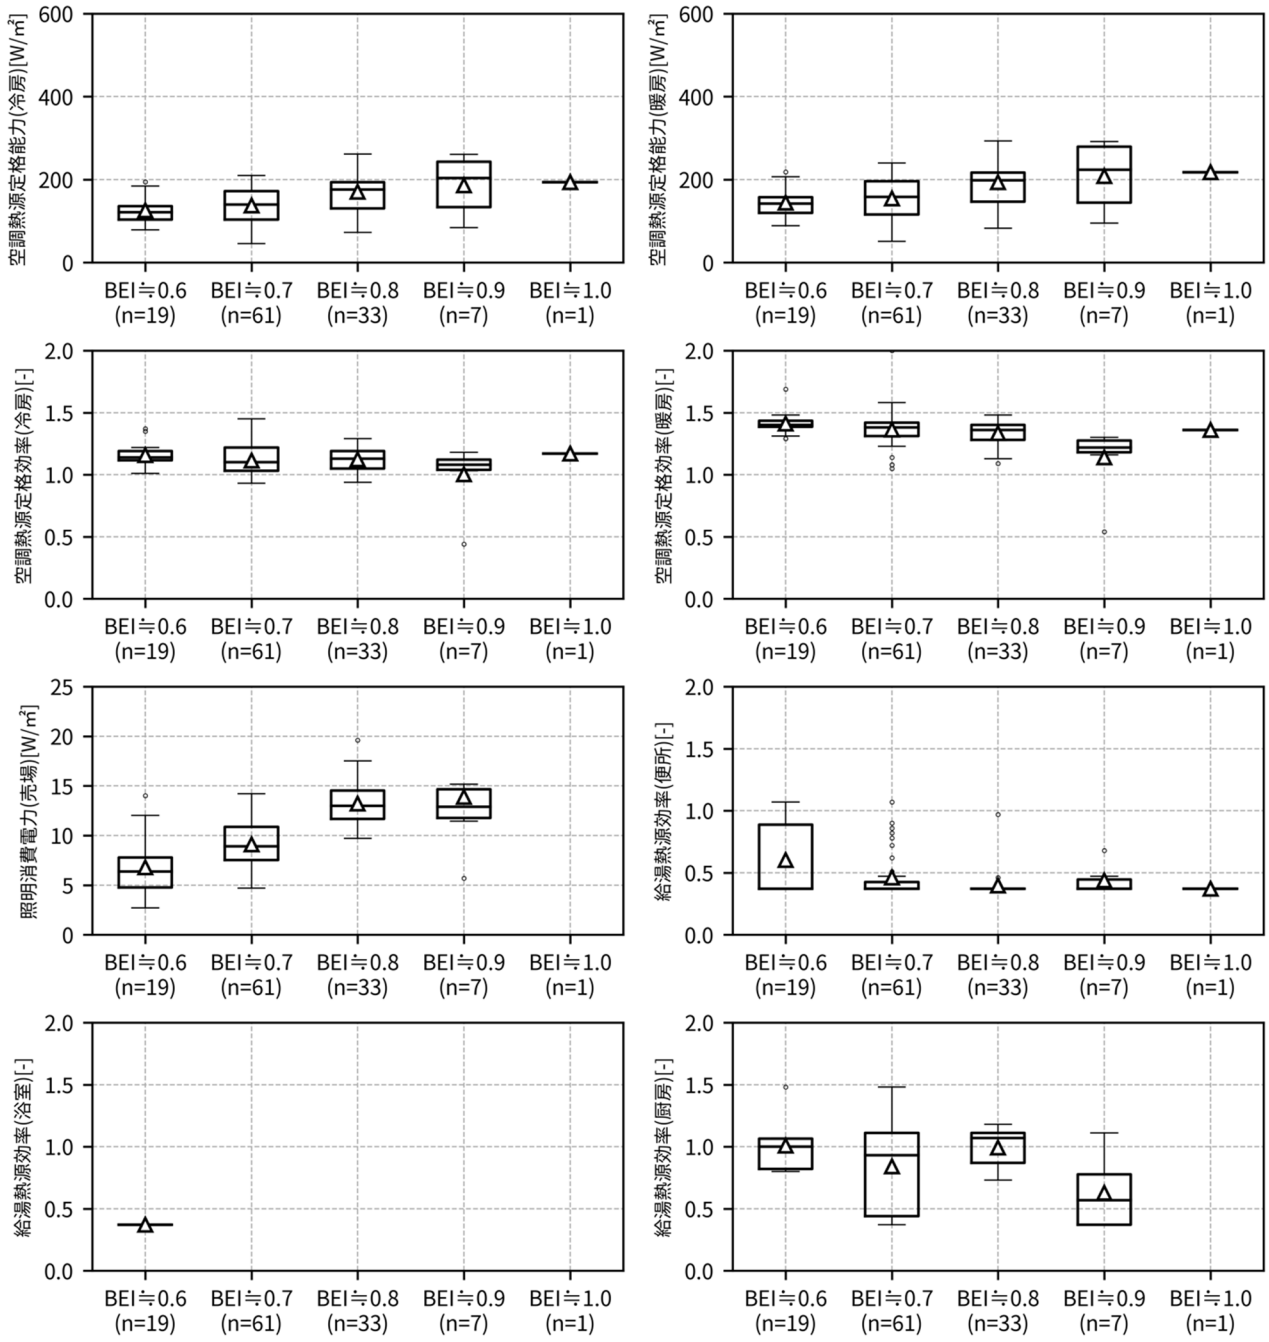 空調熱源定格能力(冷房)[W/㎡]
600
400
200
0
BEI≒0.6 BEI≒0.7 BEI≒0.8 BEI≒0.9 BEI≒1.0
(n=19) (n=61) (n=33) (n=7) (n=1)
空調熱源定格能力(暖房)[W/㎡]
600
400
200
0
BEI≒0.6 BEI≒0.7 BEI≒0.8 BEI≒0.9 BEI≒1.0
(n=19) (n=61) (n=33) (n=7) (n=1)
空調熱源定格効率(冷房)[-]
2.0
1.5
1.0
0.5
0.0
BEI≒0.6 BEI≒0.7 BEI≒0.8 BEI≒0.9 BEI≒1.0
(n=19) (n=61) (n=33) (n=7) (n=1)
空調熱源定格効率(暖房)[-]
2.0
1.5
1.0
0.5
0.0
BEI≒0.6 BEI≒0.7 BEI≒0.8 BEI≒0.9 BEI≒1.0
(n=19) (n=61) (n=33) (n=7) (n=1)
照明消費電力(売場)[W/㎡]
25
20
15
10
5
0
BEI≒0.6 BEI≒0.7 BEI≒0.8 BEI≒0.9 BEI≒1.0
(n=19) (n=61) (n=33) (n=7) (n=1)
給湯熱源効率(便所)[-]
2.0
1.5
1.0
0.5
0.0
BEI≒0.6 BEI≒0.7 BEI≒0.8 BEI≒0.9 BEI≒1.0
(n=19) (n=61) (n=33) (n=7) (n=1)
給湯熱源効率(浴室)[-]
2.0
1.5
1.0
0.5
0.0
BEI≒0.6 BEI≒0.7 BEI≒0.8 BEI≒0.9 BEI≒1.0
(n=19) (n=61) (n=33) (n=7) (n=1)
給湯熱源効率(厨房)[-]
2.0
1.5
1.0
0.5
0.0
BEI≒0.6 BEI≒0.7 BEI≒0.8 BEI≒0.9 BEI≒1.0
(n=19) (n=61) (n=33) (n=7) (n=1)